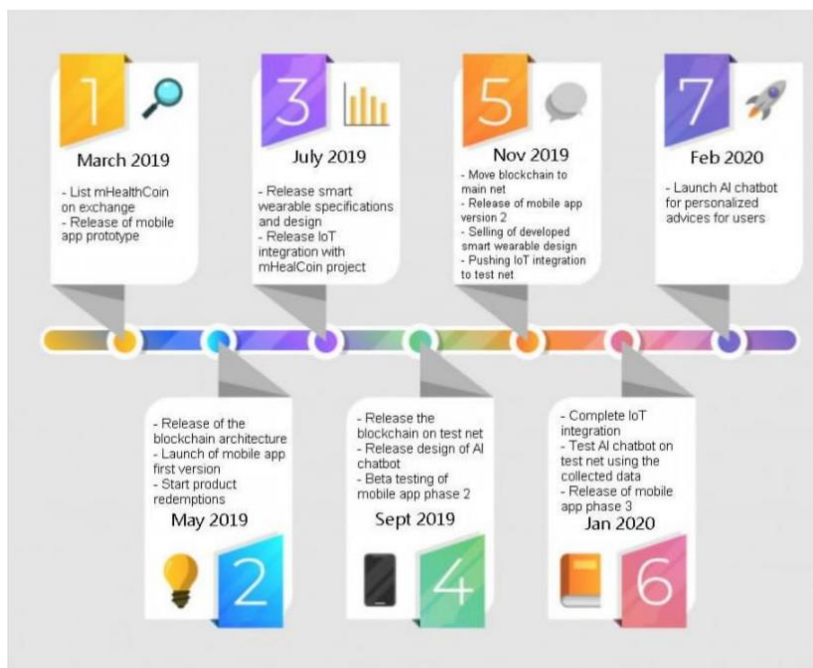 1
March 2019
- List mHealthCoin
on exchange
- Release of mobile
app prototype
3
July 2019
- Release smart
wearable specifications
and design
- Release IoT
integration with
mHealCoin project
5
Nov 2019
- Move blockchain to
main net
- Release of mobile app
version 2
- Selling of developed
smart wearable design
- Pushing IoT integration
to test net
7
Feb 2020
- Launch AI chatbot
for personalized
advices for users
- Release of the
blockchain architecture
- Launch of mobile app
first version
- Start product
redemptions
May 2019
2
- Release the
blockchain on test net
- Release design of AI
chatbot
- Beta testing of
mobile app phase 2
Sept 2019
4
- Complete IoT
integration
- Test AI chatbot on
test net using the
collected data
- Release of mobile
app phase 3
Jan 2020
6